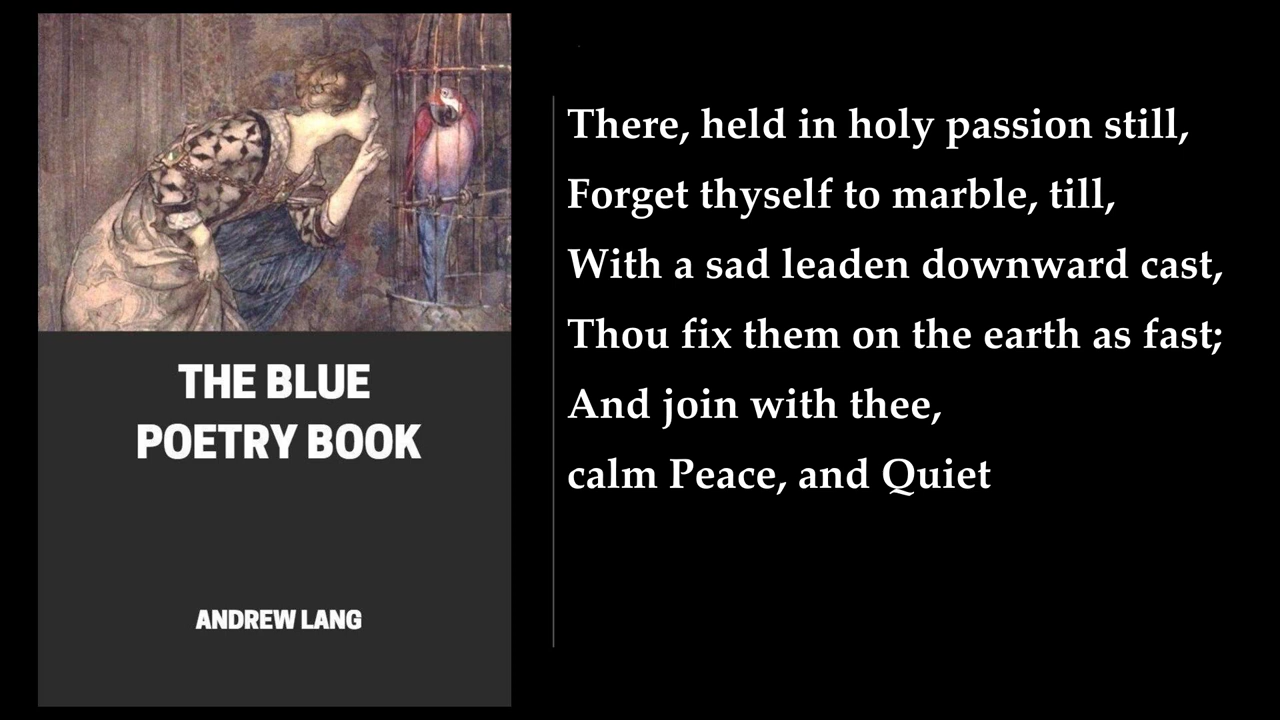 THE BLUE
POETRY BOOK
ANDREW LANG
There, held in holy passion still,
Forget thyself to marble, till,
With a sad leaden downward cast,
Thou fix them on the earth as fast;
And join with thee,
calm Peace, and Quiet